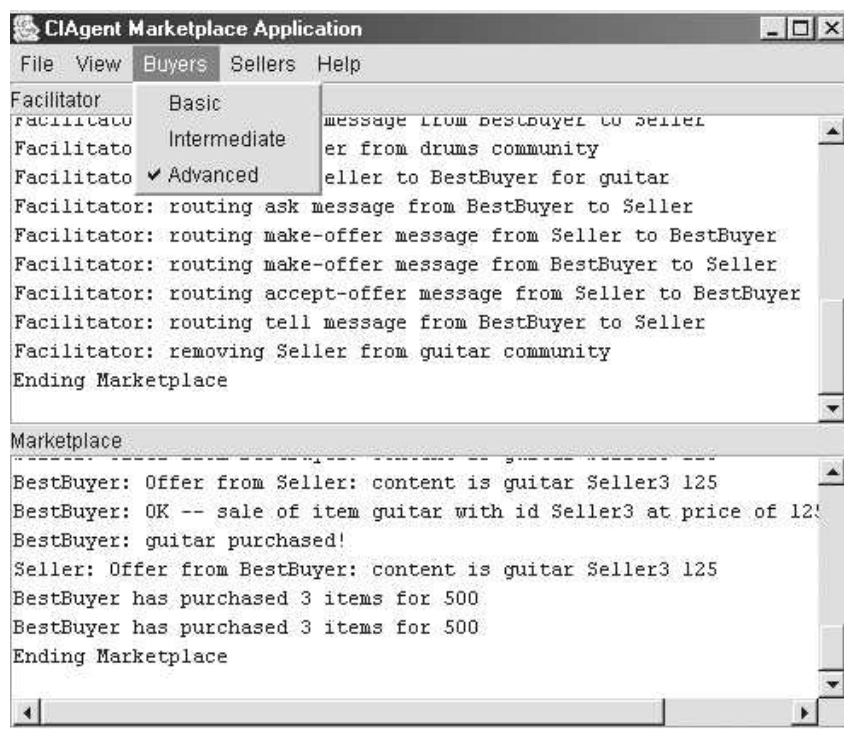 CIAgent Marketplace Application
File View Buyers Sellers Help
Facilitator
Basic
Intermediate
✔ Advanced
message from BestBuyer to Seller
Facilitato er from drums community
Facilitato eller to BestBuyer for guitar
Facilitator: routing ask message from BestBuyer to Seller
Facilitator: routing make-offer message from Seller to BestBuyer
Facilitator: routing make-offer message from BestBuyer to Seller
Facilitator: routing accept-offer message from Seller to BestBuyer
Facilitator: routing tell message from BestBuyer to Seller
Facilitator: removing Seller from guitar community
Ending Marketplace
Marketplace
BestBuyer: Offer from Seller: content is guitar Seller3 125
BestBuyer: OK -- sale of item guitar with id Seller3 at price of 12
BestBuyer: guitar purchased!
Seller: Offer from BestBuyer: content is guitar Seller3 125
BestBuyer has purchased 3 items for 500
BestBuyer has purchased 3 items for 500
Ending Marketplace